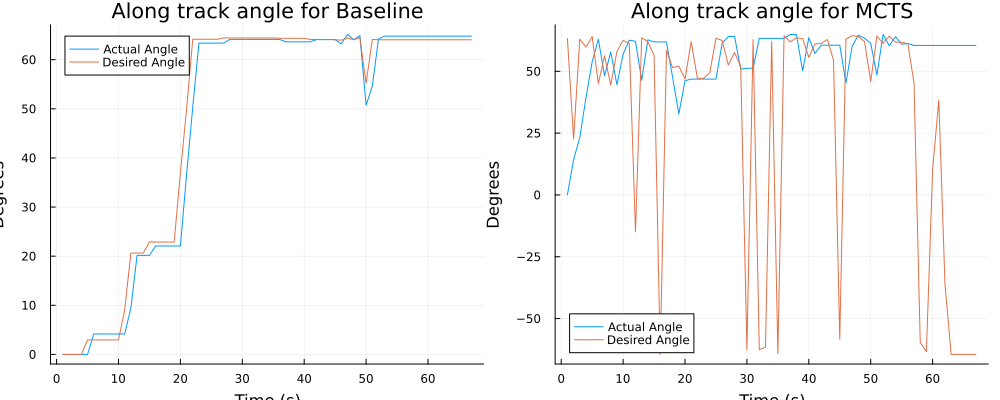 Along track angle for Baseline
Actual Angle
Desired Angle
60
50
40
30
20
10
0
0 10 20 30 40 50 60
Along track angle for MCTS
Degrees
50
25
0
−25
−50
Actual Angle
Desired Angle
0 10 20 30 40 50 60
Time (s)
Time (s)